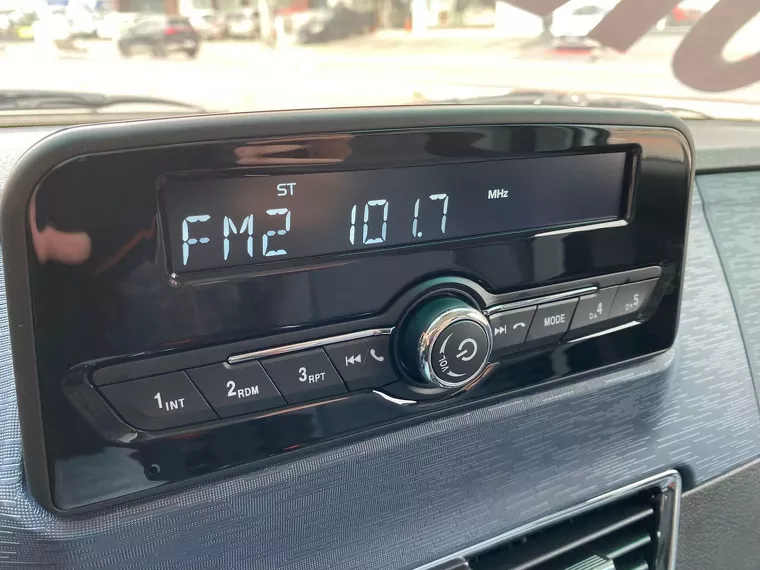 ST MHz
FM2 101.7
1INT 2RDM 3RPT VOL MODE D∧4 D∨5